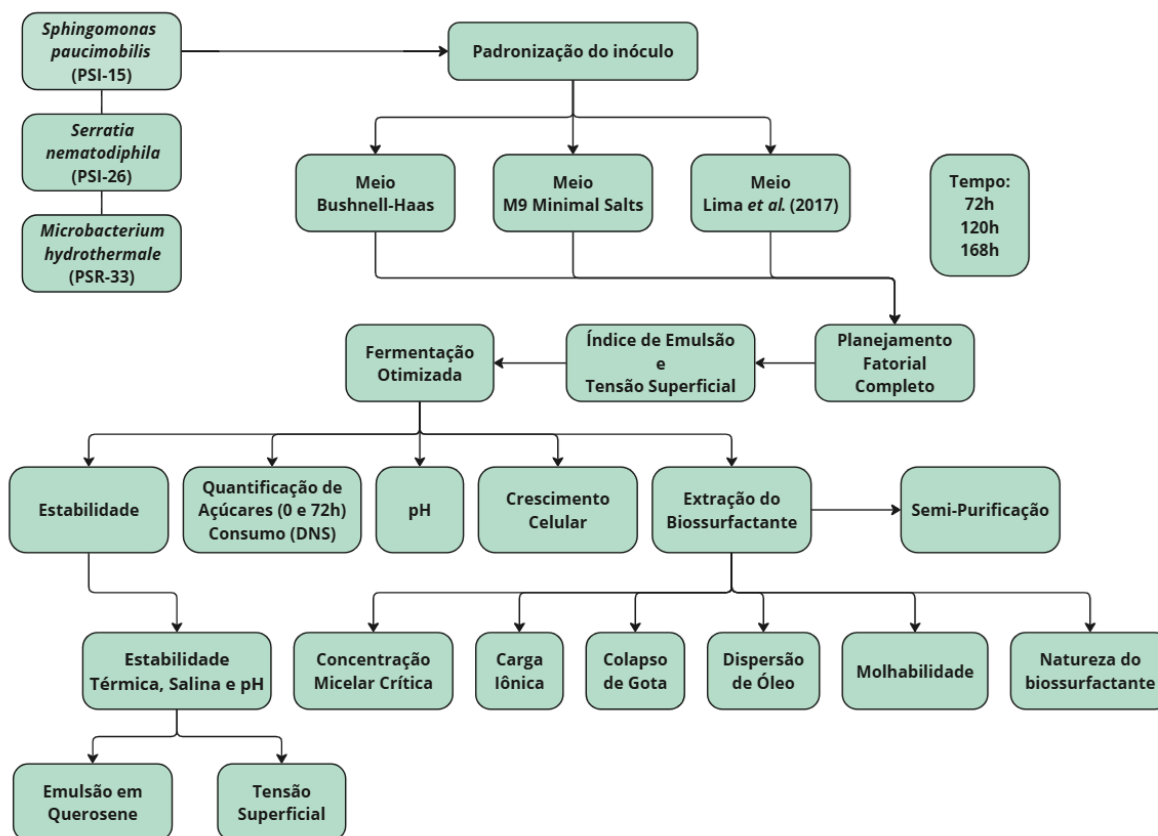 Sphingomonas
paucimobilis
(PSI-15)
Padronização do inóculo
Serratia
nematodiphila
(PSI-26)
Microbacterium
hydrothermale
(PSR-33)
Meio
Bushnell-Haas
Meio
M9 Minimal Salts
Meio
Lima et al. (2017)
Tempo:
72h
120h
168h
Fermentação
Otimizada
Índice de Emulsão
e
Tensão Superficial
Planejamento
Fatorial
Completo
Estabilidade
Quantificação de
Açúcares (0 e 72h)
Consumo (DNS)
pH
Crescimento
Celular
Extração do
Biossurfactante
Semi-Purificação
Estabilidade
Térmica, Salina e pH
Concentração
Micelar Crítica
Carga
Iônica
Colapso
de Gota
Dispersão
de Óleo
Molhabilidade
Natureza do
biossurfactante
Emulsão em
Querosene
Tensão
Superficial